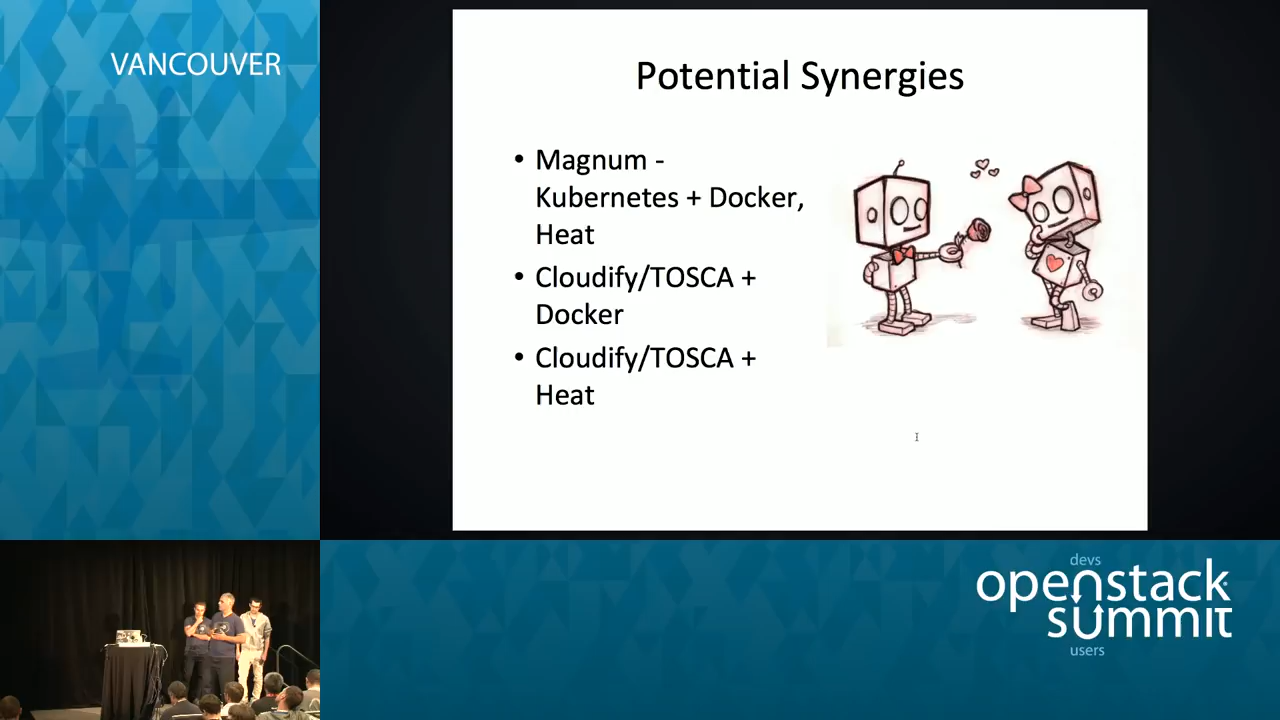 VANCOUVER
Potential Synergies
• Magnum -
Kubernetes + Docker,
Heat
• Cloudify/TOSCA +
Docker
• Cloudify/TOSCA +
Heat
devs
openstack
summit
users